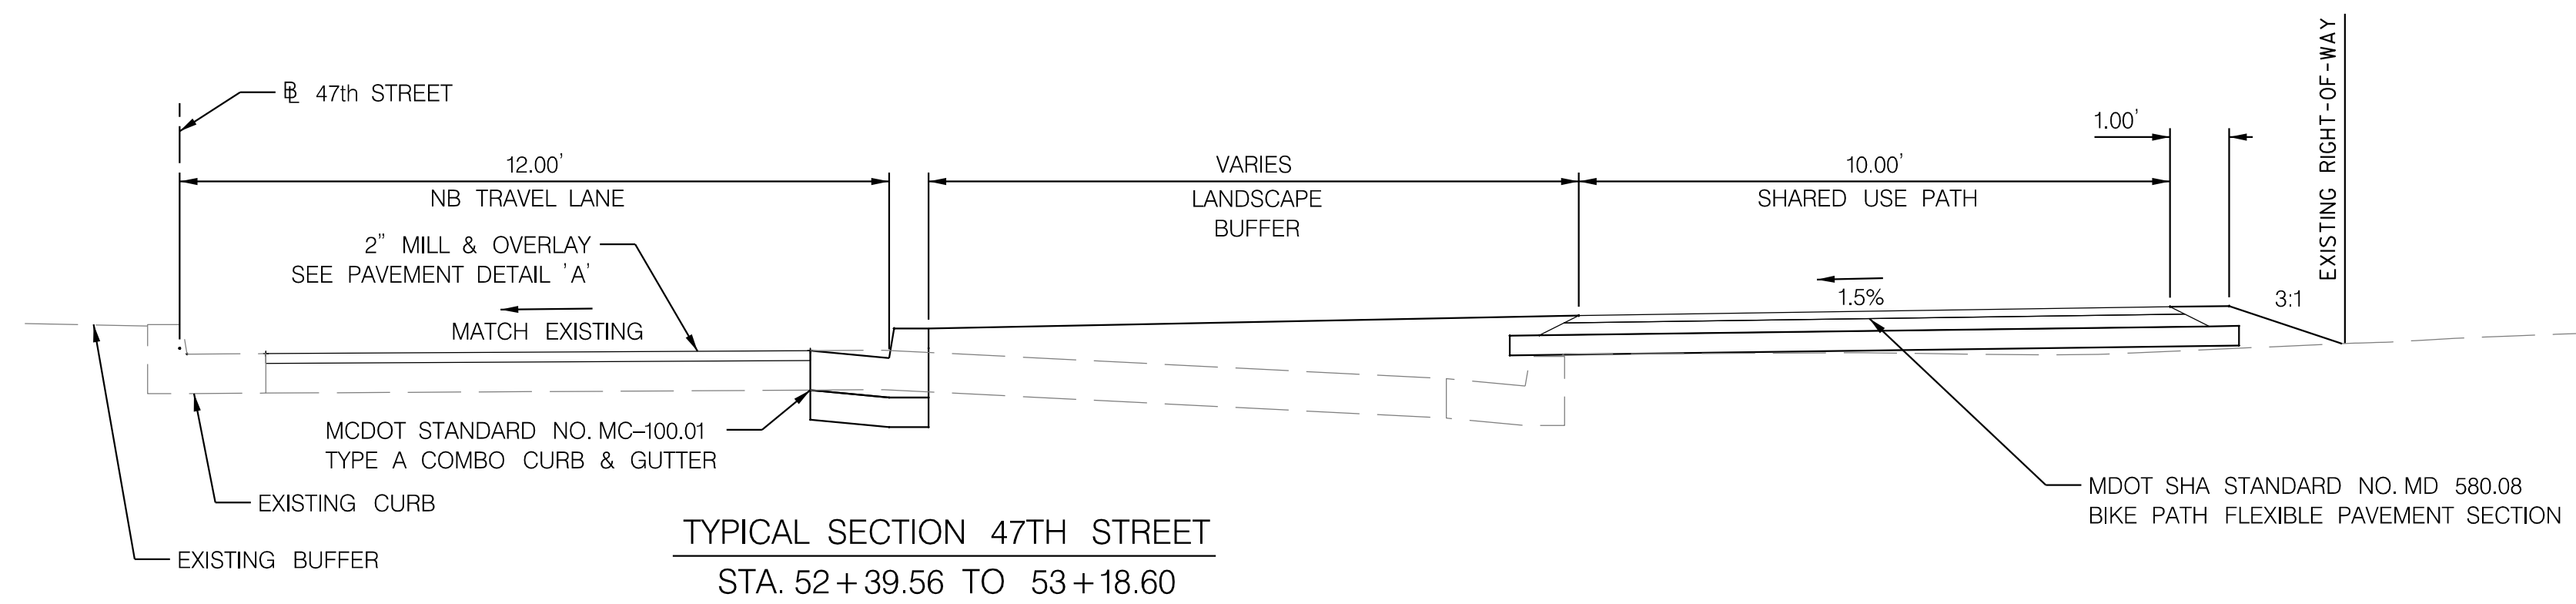 ℄ 47th STREET
12.00'
NB TRAVEL LANE
2" MILL & OVERLAY
SEE PAVEMENT DETAIL 'A'
MATCH EXISTING
VARIES
LANDSCAPE
BUFFER
10.00'
SHARED USE PATH
1.5%
1.00'
EXISTING RIGHT-OF-WAY
3:1
MCDOT STANDARD NO. MC-100.01
TYPE A COMBO CURB & GUTTER
EXISTING CURB
EXISTING BUFFER
MDOT SHA STANDARD NO. MD 580.08
BIKE PATH FLEXIBLE PAVEMENT SECTION
TYPICAL SECTION 47TH STREET
STA. 52+39.56 TO 53+18.60